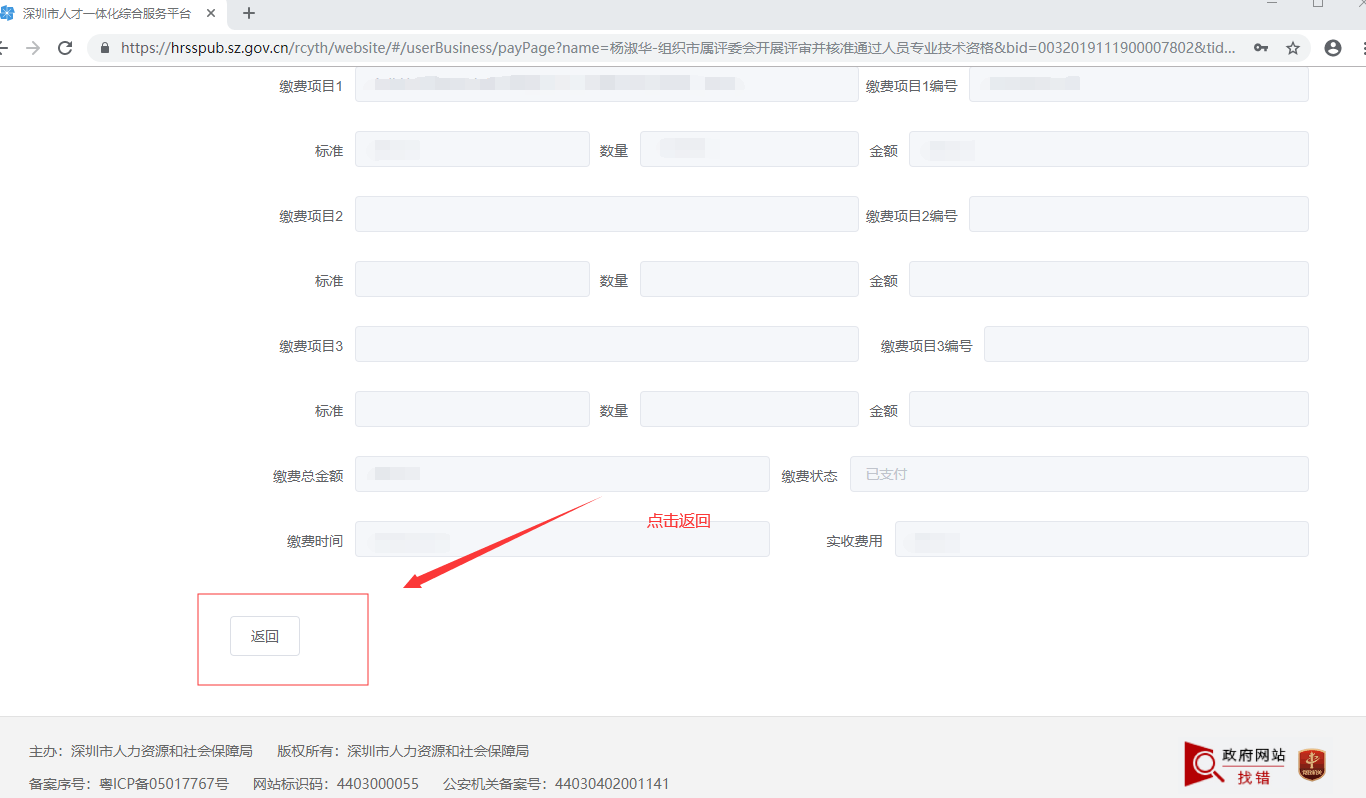 深圳市人才一体化综合服务平台
https://hrsspub.sz.gov.cn/rcyth/website/#/userBusiness/payPage?name=杨淑华-组织市属评委会开展评审并核准通过人员专业技术资格&bid=0032019111900007802&tid...
缴费项目1 缴费项目1编号
标准 数量 金额
缴费项目2 缴费项目2编号
标准 数量 金额
缴费项目3 缴费项目3编号
标准 数量 金额
缴费总金额 缴费状态 已支付
点击返回
缴费时间 实收费用
返回
主办：深圳市人力资源和社会保障局 版权所有：深圳市人力资源和社会保障局
政府网站
找错
备案序号：粤ICP备05017767号 网站标识码：4403000055 公安机关备案号：44030402001141